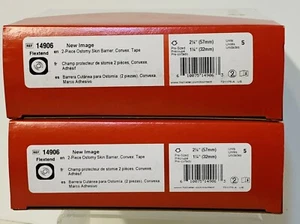 14906
New Image
Flextend
en 2-Piece Ostomy Skin Barrier, Convex, Tape
fr Champ protecteur de stomie 2 pièces, Convexe
Adhésif
es Barrera Cutánea para Ostomía (2 piezas), Convexa
Marco Adhesivo
2¼" (57mm)
Pre-Sized
1¼" (32mm)
5
14906
New Image
Flextend
en 2-Piece Ostomy Skin Barrier, Convex, Tape
fr Champ protecteur de stomie 2 pièces, Convexe
Adhésif
es Barrera Cutánea para Ostomía (2 piezas), Convexa
Marco Adhesivo
2¼" (57mm)
Pre-Sized
1¼" (32mm)
5